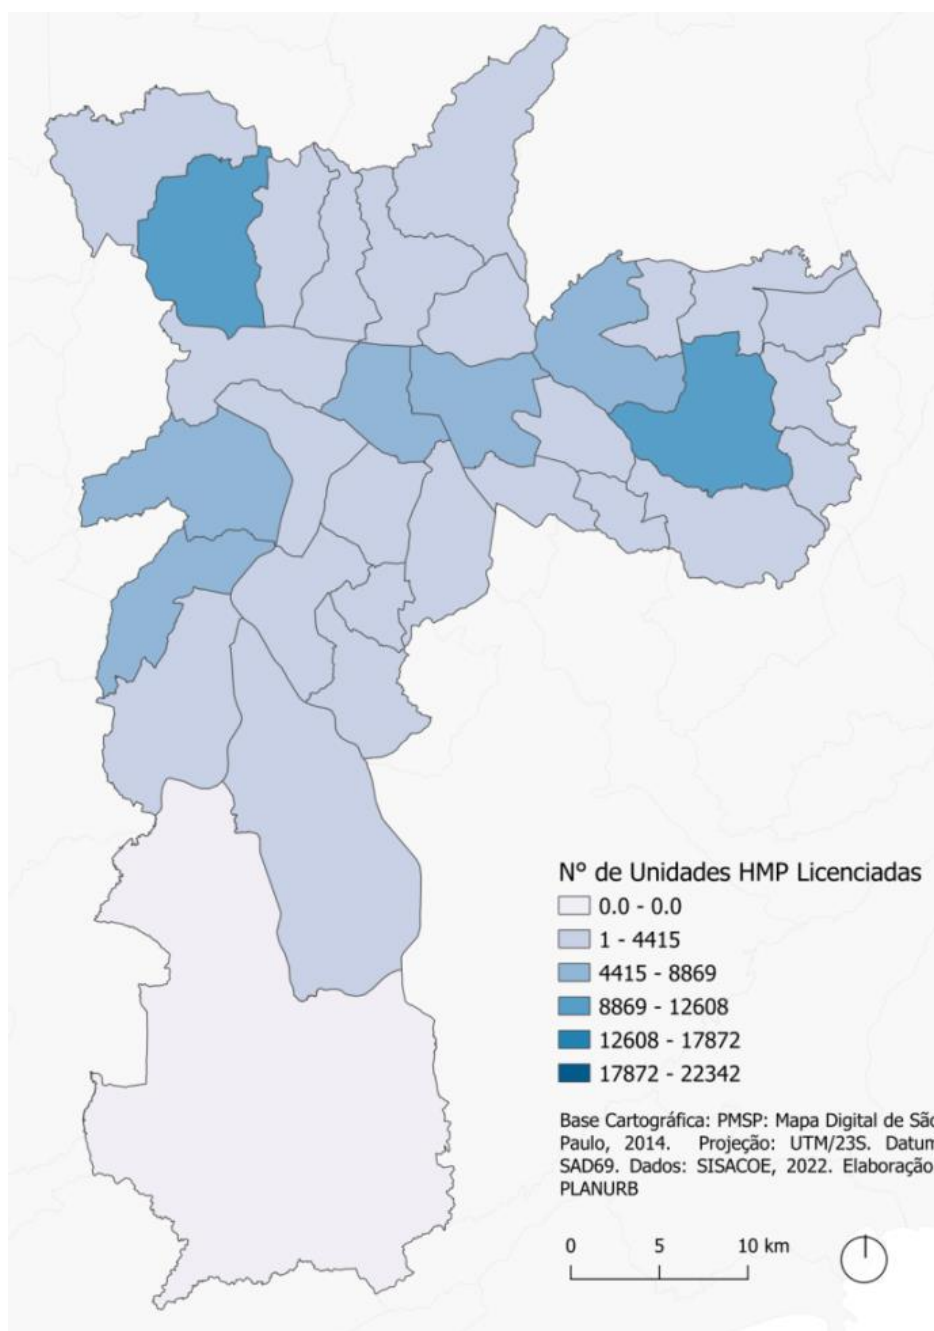 N° de Unidades HMP Licenciadas
0.0 - 0.0
1 - 4415
4415 - 8869
8869 - 12608
12608 - 17872
17872 - 22342
Base Cartográfica: PMSP: Mapa Digital de São
Paulo, 2014. Projeção: UTM/23S. Datum
SAD69. Dados: SISACOE, 2022. Elaboração
PLANURB
0 5 10 km